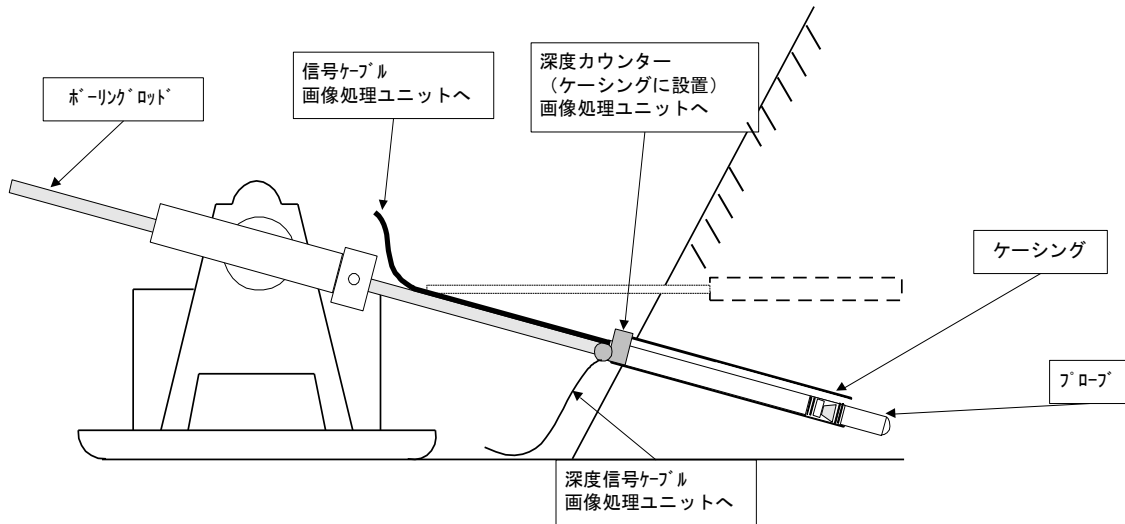 ﾎﾞｰﾘﾝｸﾞﾛｯﾄﾞ
信号ｹｰﾌﾞﾙ
画像処理ユニットへ
深度カウンター
（ケーシングに設置）
画像処理ユニットへ
ケーシング
ﾌﾟﾛｰﾌﾞ
深度信号ｹｰﾌﾞﾙ
画像処理ユニットへ